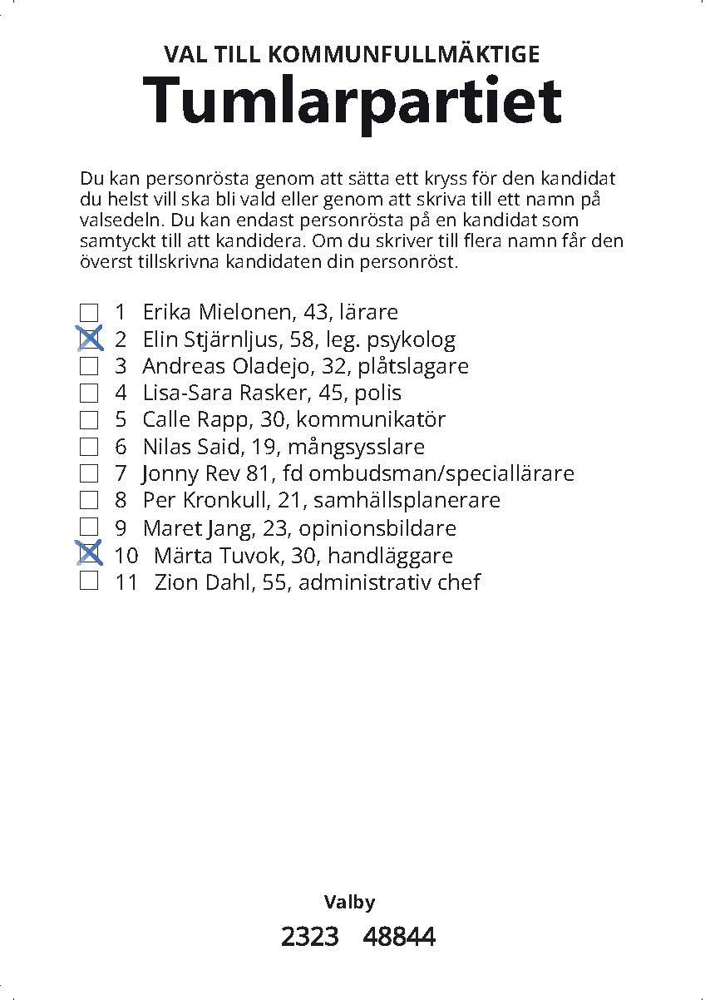 VAL TILL KOMMUNFULLMÄKTIGE
Tumlarpartiet
Du kan personrösta genom att sätta ett kryss för den kandidat
du helst vill ska bli vald eller genom att skriva till ett namn på
valsedeln. Du kan endast personrösta på en kandidat som
samtyckt till att kandidera. Om du skriver till flera namn får den
överst tillskrivna kandidaten din personröst.
1 Erika Mielonen, 43, lärare
2 Elin Stjärnljus, 58, leg. psykolog
3 Andreas Oladejo, 32, plåtslagare
4 Lisa-Sara Rasker, 45, polis
5 Calle Rapp, 30, kommunikatör
6 Nilas Said, 19, mångsysslare
7 Jonny Rev 81, fd ombudsman/speciallärare
8 Per Kronkull, 21, samhällsplanerare
9 Maret Jang, 23, opinionsbildare
10 Märta Tuvok, 30, handläggare
11 Zion Dahl, 55, administrativ chef
Valby
2323 48844